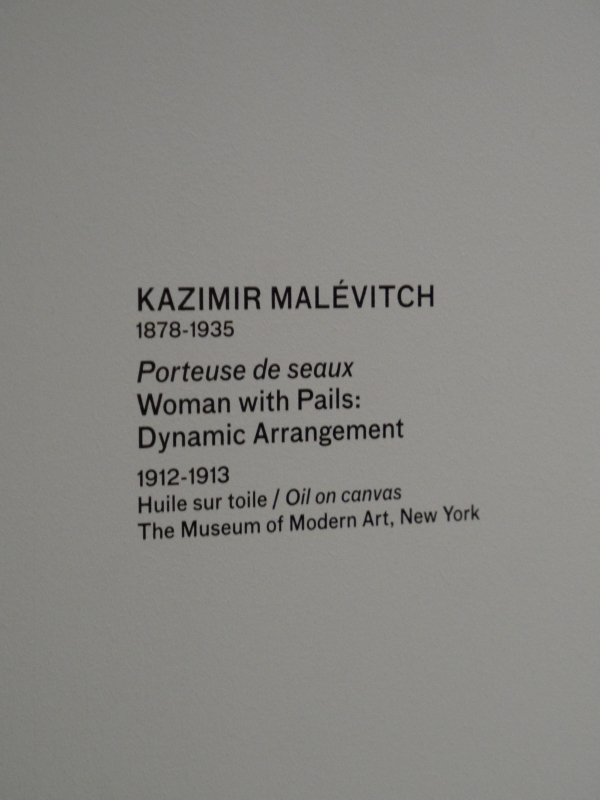 KAZIMIR MALÉVITCH
1878-1935
Porteuse de seaux
Woman with Pails:
Dynamic Arrangement
1912-1913
Huile sur toile / Oil on canvas
The Museum of Modern Art, New York